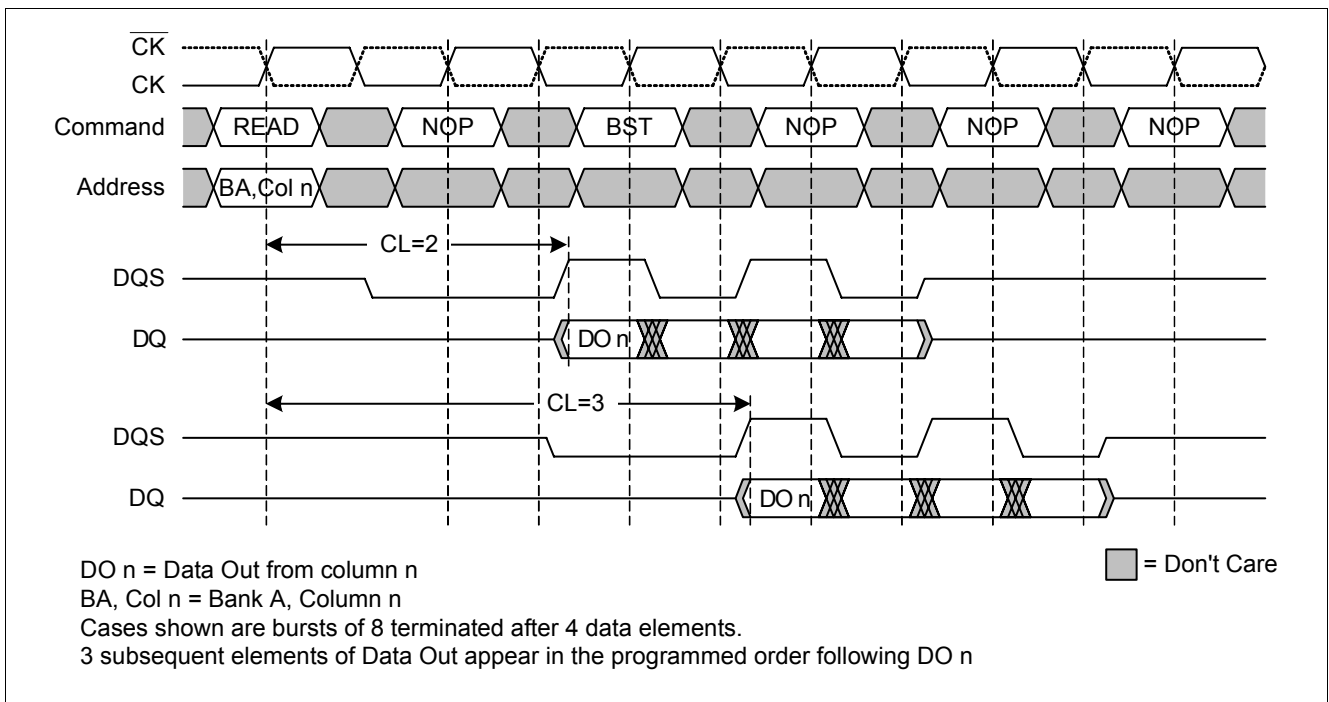 CK
CK
Command READ NOP BST NOP NOP NOP
Address BA,Col n
CL=2
DQS
DQ DO n
CL=3
DQS
DQ DO n
DO n = Data Out from column n
BA, Col n = Bank A, Column n
Cases shown are bursts of 8 terminated after 4 data elements.
3 subsequent elements of Data Out appear in the programmed order following DO n
= Don't Care